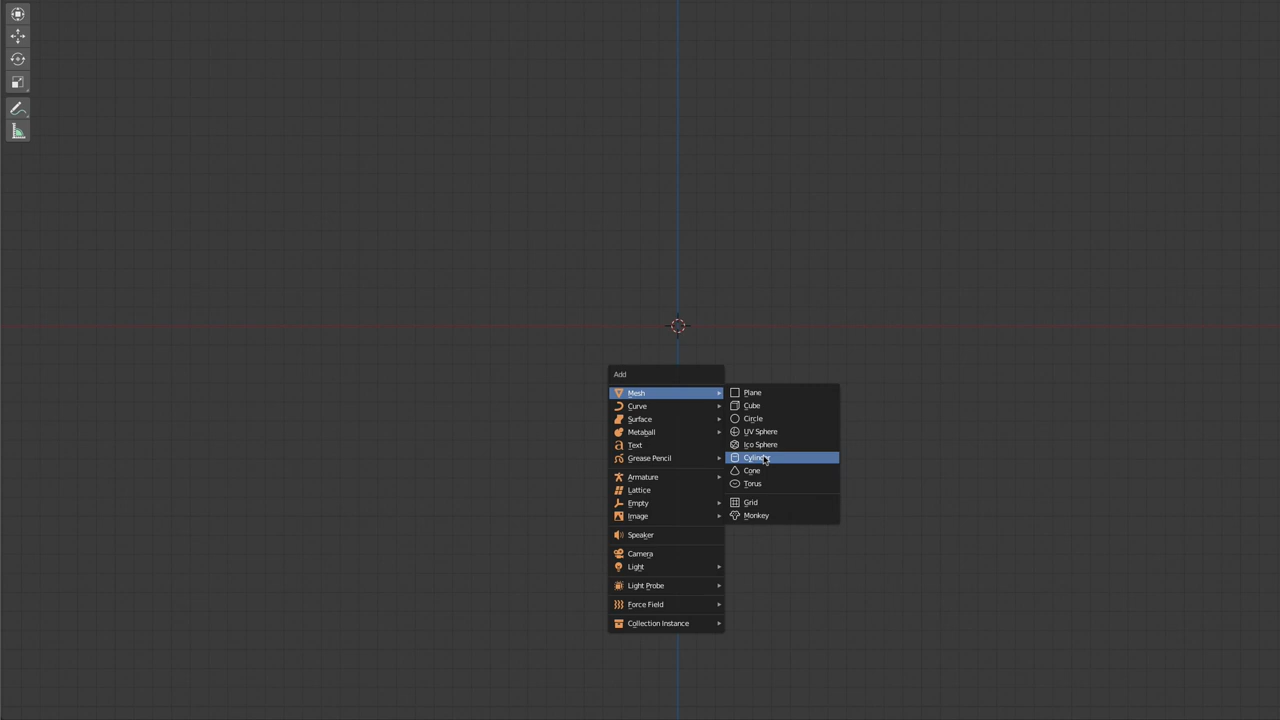 Add
Mesh
Curve
Surface
Metaball
Text
Grease Pencil
Armature
Lattice
Empty
Image
Speaker
Camera
Light
Light Probe
Force Field
Collection Instance
Plane
Cube
Circle
UV Sphere
Ico Sphere
Cylinder
Cone
Torus
Grid
Monkey